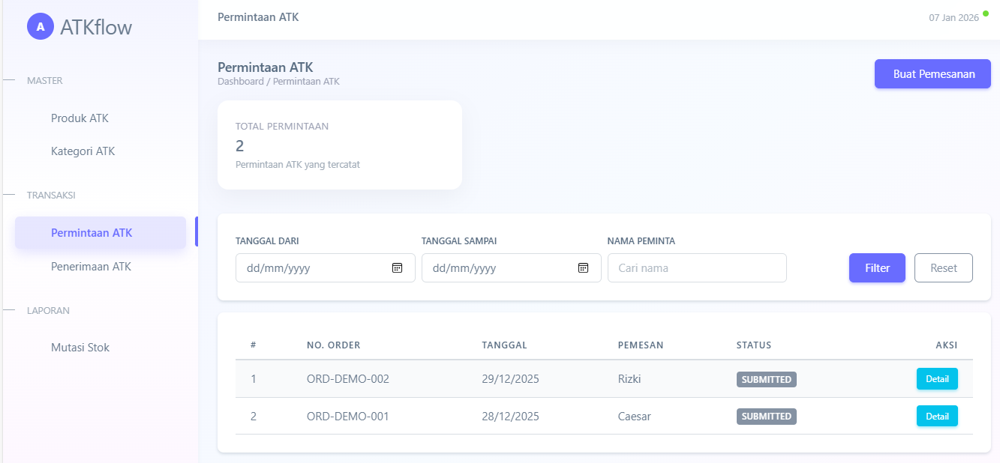 A ATKflow
MASTER
Produk ATK
Kategori ATK
TRANSAKSI
Permintaan ATK
Penerimaan ATK
LAPORAN
Mutasi Stok
Permintaan ATK
07 Jan 2026
Permintaan ATK
Dashboard / Permintaan ATK
Buat Pemesanan
TOTAL PERMINTAAN
2
Permintaan ATK yang tercatat
TANGGAL DARI TANGGAL SAMPAI NAMA PEMINTA
dd/mm/yyyy dd/mm/yyyy Cari nama Filter Reset
# NO. ORDER TANGGAL PEMESAN STATUS AKSI
1 ORD-DEMO-002 29/12/2025 Rizki SUBMITTED Detail
2 ORD-DEMO-001 28/12/2025 Caesar SUBMITTED Detail